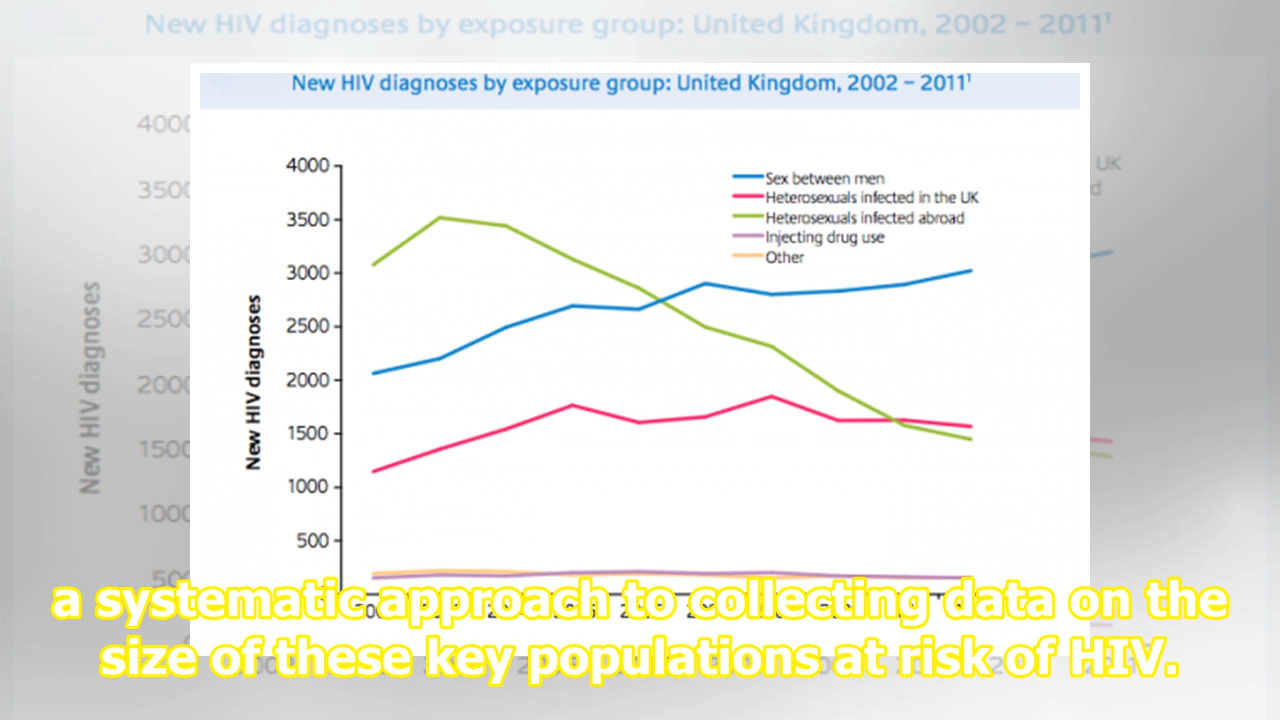 New HIV diagnoses by exposure group: United Kingdom, 2002 – 2011¹
New HIV diagnoses by exposure group: United Kingdom, 2002 – 2011¹
4000
3500
3000
2500
2000
1500
1000
500
New HIV diagnoses
Sex between men
Heterosexuals infected in the UK
Heterosexuals infected abroad
Injecting drug use
Other
4000
3500
3000
2500
2000
1500
1000
500
New HIV diagnoses
UK
a systematic approach to collecting data on the
size of these key populations at risk of HIV.